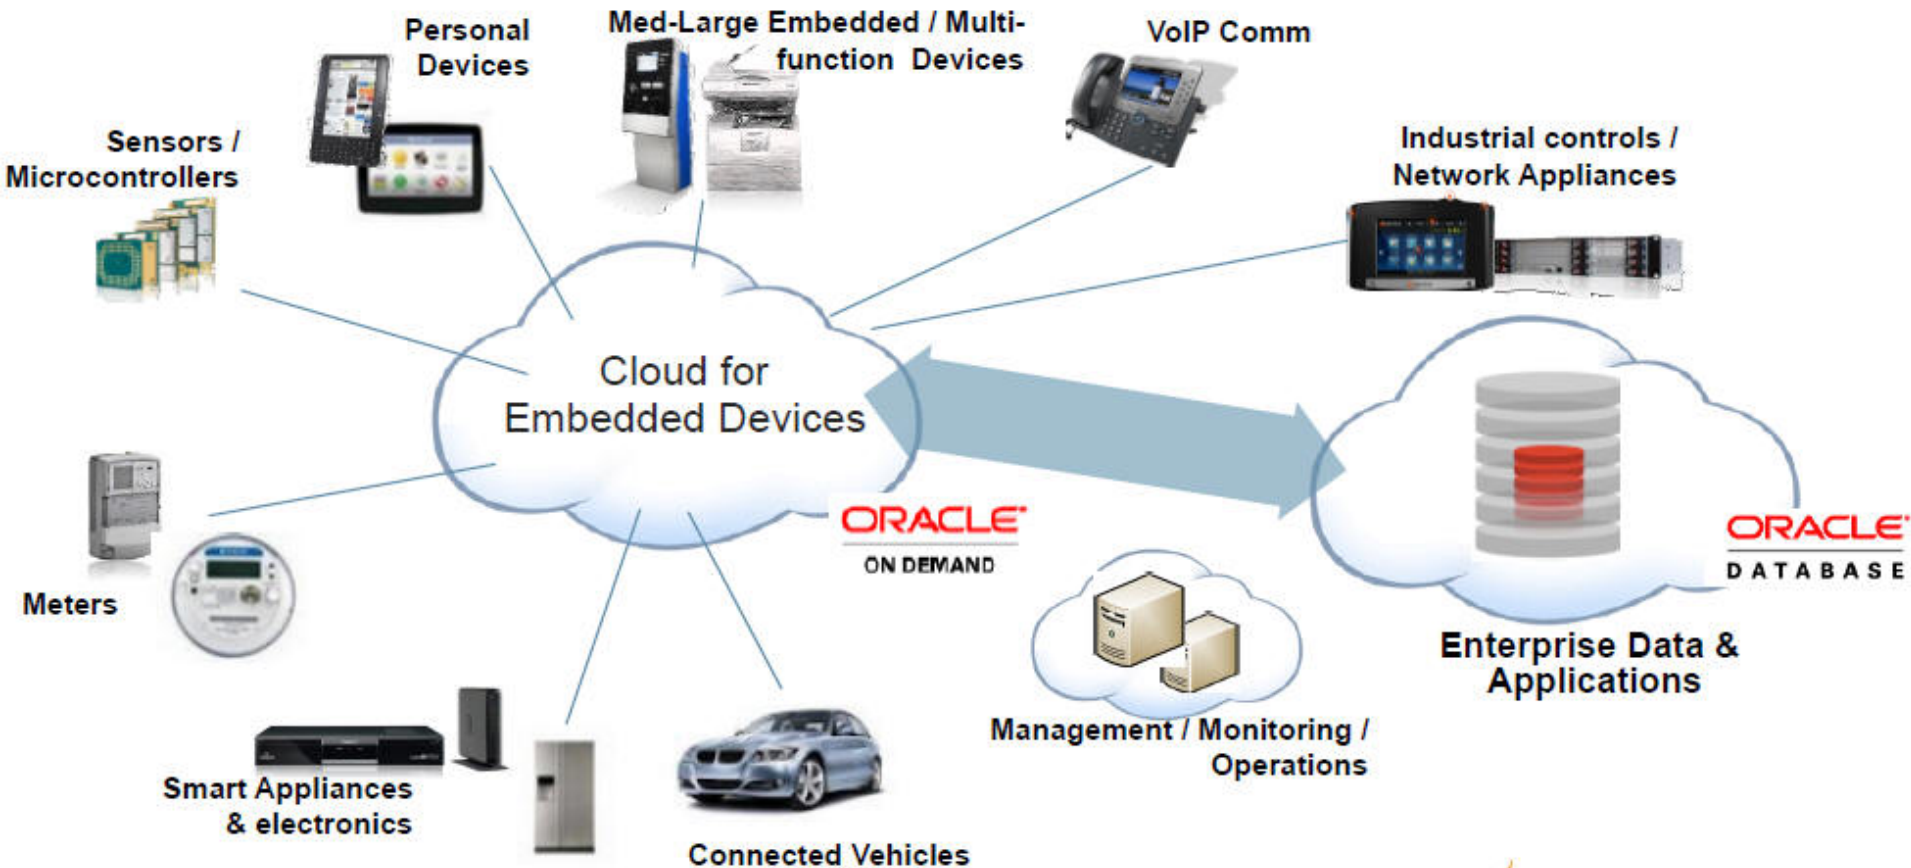 Personal
Devices
Med-Large Embedded / Multi-
function Devices
VoIP Comm
Sensors /
Microcontrollers
Industrial controls /
Network Appliances
Cloud for
Embedded Devices
ORACLE
ON DEMAND
ORACLE
DATABASE
Meters
Enterprise Data &
Applications
Management / Monitoring /
Operations
Smart Appliances
& electronics
Connected Vehicles